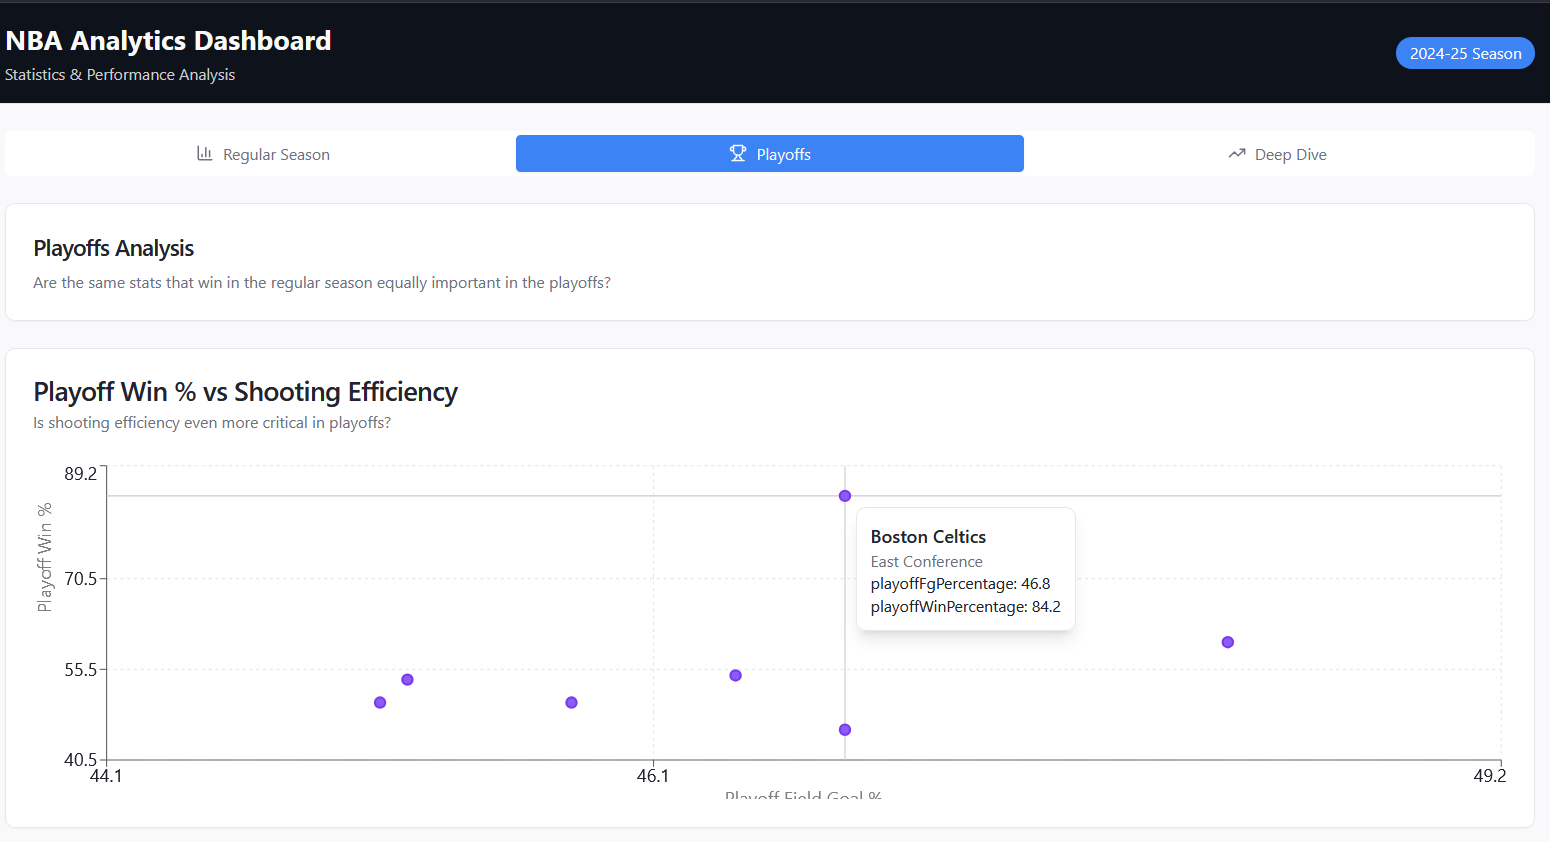 NBA Analytics Dashboard
Statistics & Performance Analysis
2024-25 Season
Regular Season
Playoffs
Deep Dive
Playoffs Analysis
Are the same stats that win in the regular season equally important in the playoffs?
Playoff Win % vs Shooting Efficiency
Is shooting efficiency even more critical in playoffs?
89.2
Playoff Win %
70.5
55.5
40.5
Boston Celtics
East Conference
playoffFgPercentage: 46.8
playoffWinPercentage: 84.2
44.1
46.1
49.2
Playoff Field Goal %